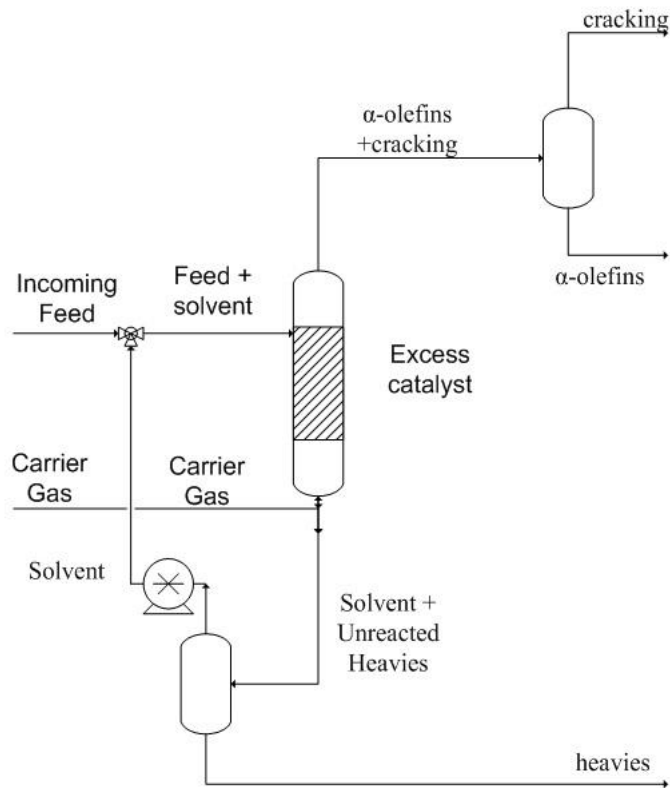 cracking
α-olefins
+cracking
α-olefins
Incoming
Feed
Feed +
solvent
Excess
catalyst
Carrier
Gas
Carrier
Gas
Solvent
Solvent +
Unreacted
Heavies
heavies